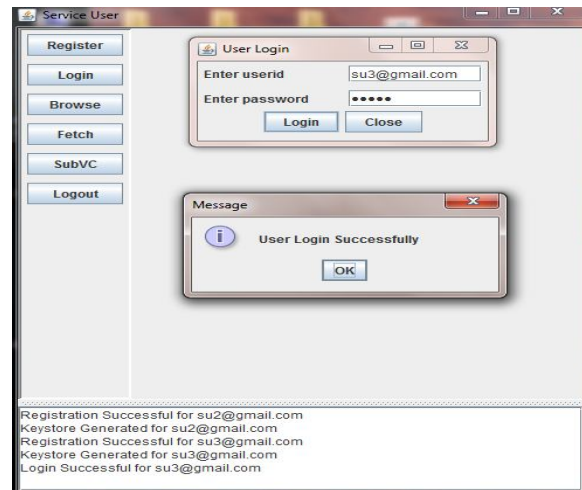 Service User
Register
Login
Browse
Fetch
SubVC
Logout
User Login
Enter userid su3@gmail.com
Enter password •••••
Login Close
Message
User Login Successfully
OK
Registration Successful for su2@gmail.com
Keystore Generated for su2@gmail.com
Registration Successful for su3@gmail.com
Keystore Generated for su3@gmail.com
Login Successful for su3@gmail.com